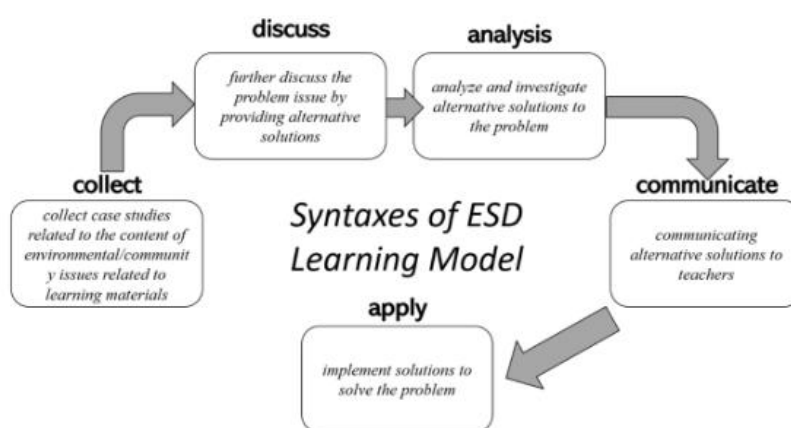 discuss
further discuss the
problem issue by
providing alternative
solutions
analysis
analyze and investigate
alternative solutions to
the problem
collect
collect case studies
related to the content of
environmental/communit
y issues related to
learning materials
Syntaxes of ESD
Learning Model
communicate
communicating
alternative solutions to
teachers
apply
implement solutions to
solve the problem